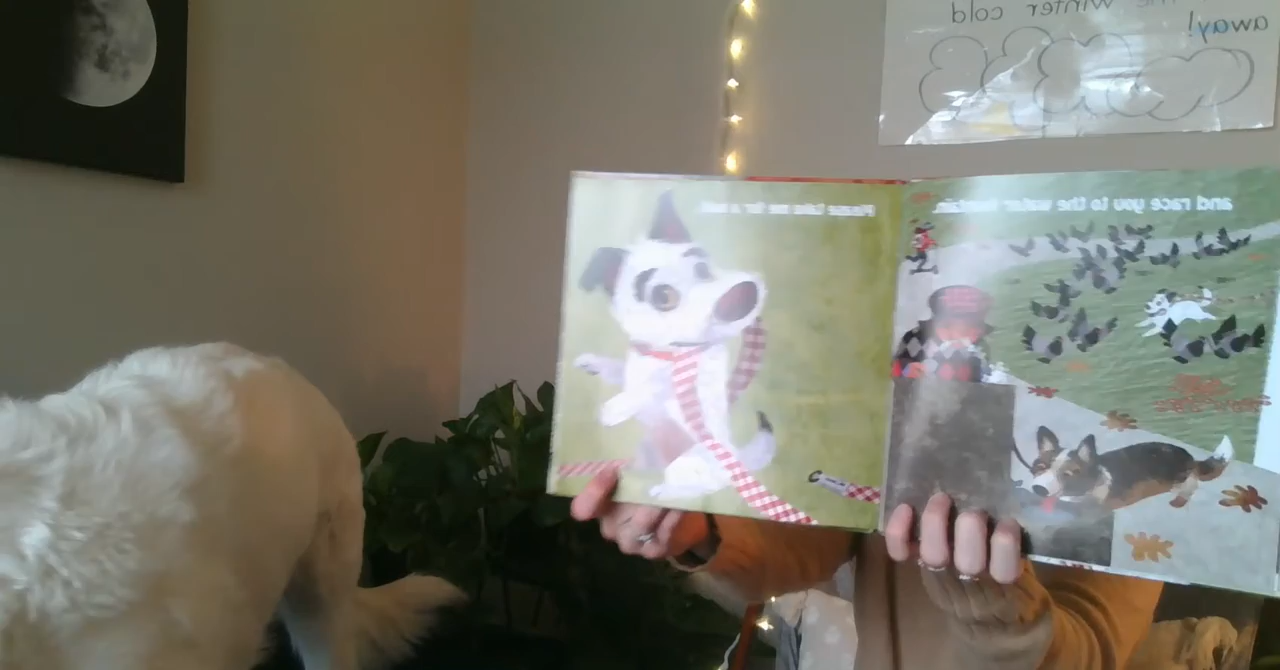 the winter cold
away!
and race you to the water fountain.
Please take me for a walk.